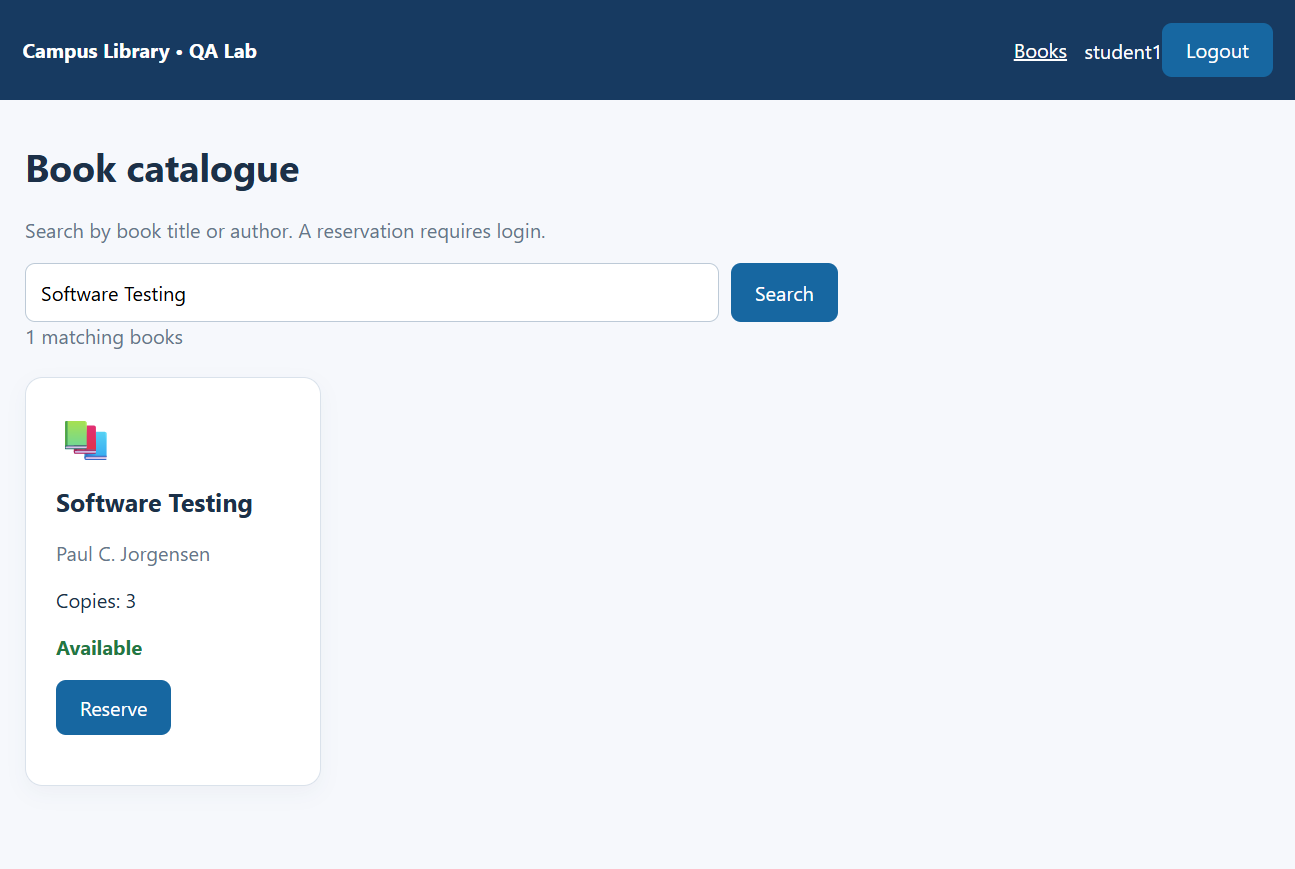 Campus Library • QA Lab
Books student1 Logout
Book catalogue
Search by book title or author. A reservation requires login.
Software Testing Search
1 matching books
Software Testing
Paul C. Jorgensen
Copies: 3
Available
Reserve